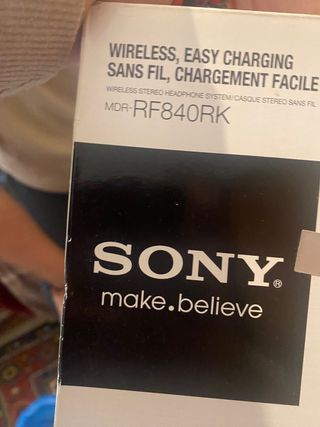 WIRELESS, EASY CHARGING
SANS FIL, CHARGEMENT FACILE
WIRELESS STEREO HEADPHONE SYSTEM/CASQUE STEREO SANS FIL
MDR-RF840RK
SONY®
make.believe